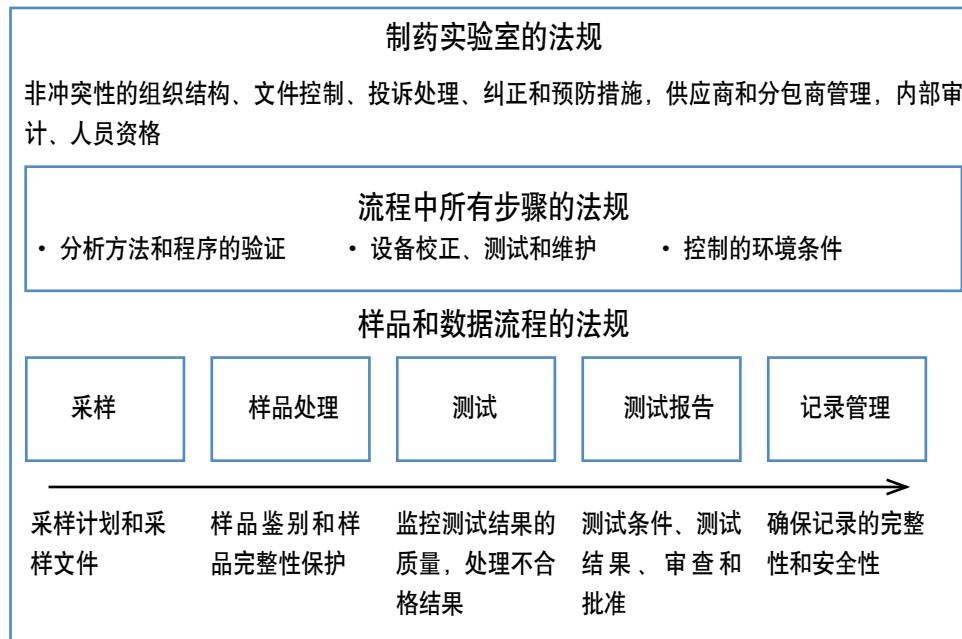 制药实验室的法规
非冲突性的组织结构、文件控制、投诉处理、纠正和预防措施，供应商和分包商管理，内部审
计、人员资格
流程中所有步骤的法规
• 分析方法和程序的验证
• 设备校正、测试和维护
• 控制的环境条件
样品和数据流程的法规
采样
样品处理
测试
测试报告
记录管理
采样计划和采
样文件
样品鉴别和样
品完整性保护
监控测试结果的
质量，处理不合
格结果
测试条件、测试
结果、审查和
批准
确保记录的完整
性和安全性